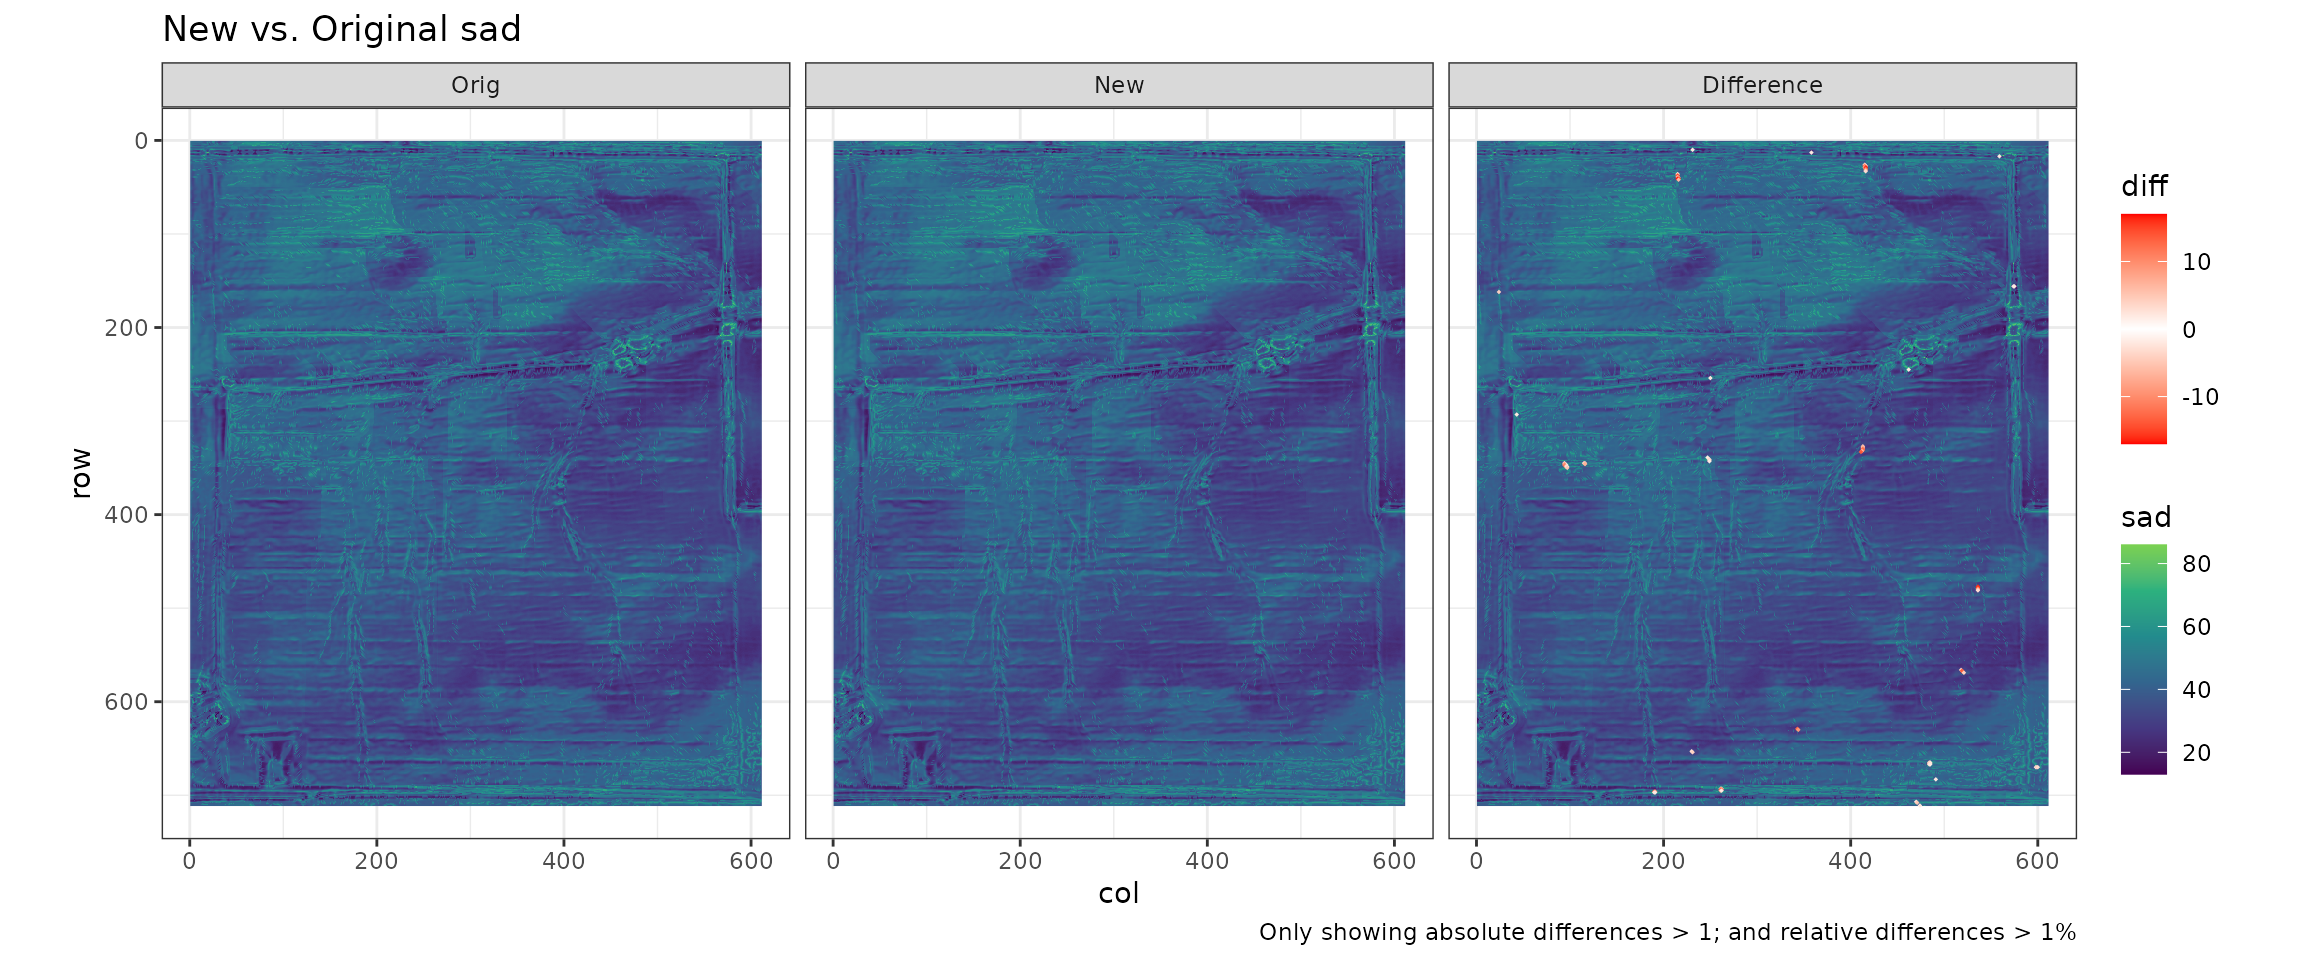 New vs. Original sad
Orig New Difference
0
200
400
600
row
0 200 400 600 0 200 400 600 0 200 400 600
col
diff
10
0
-10
sad
80
60
40
20
Only showing absolute differences > 1; and relative differences > 1%